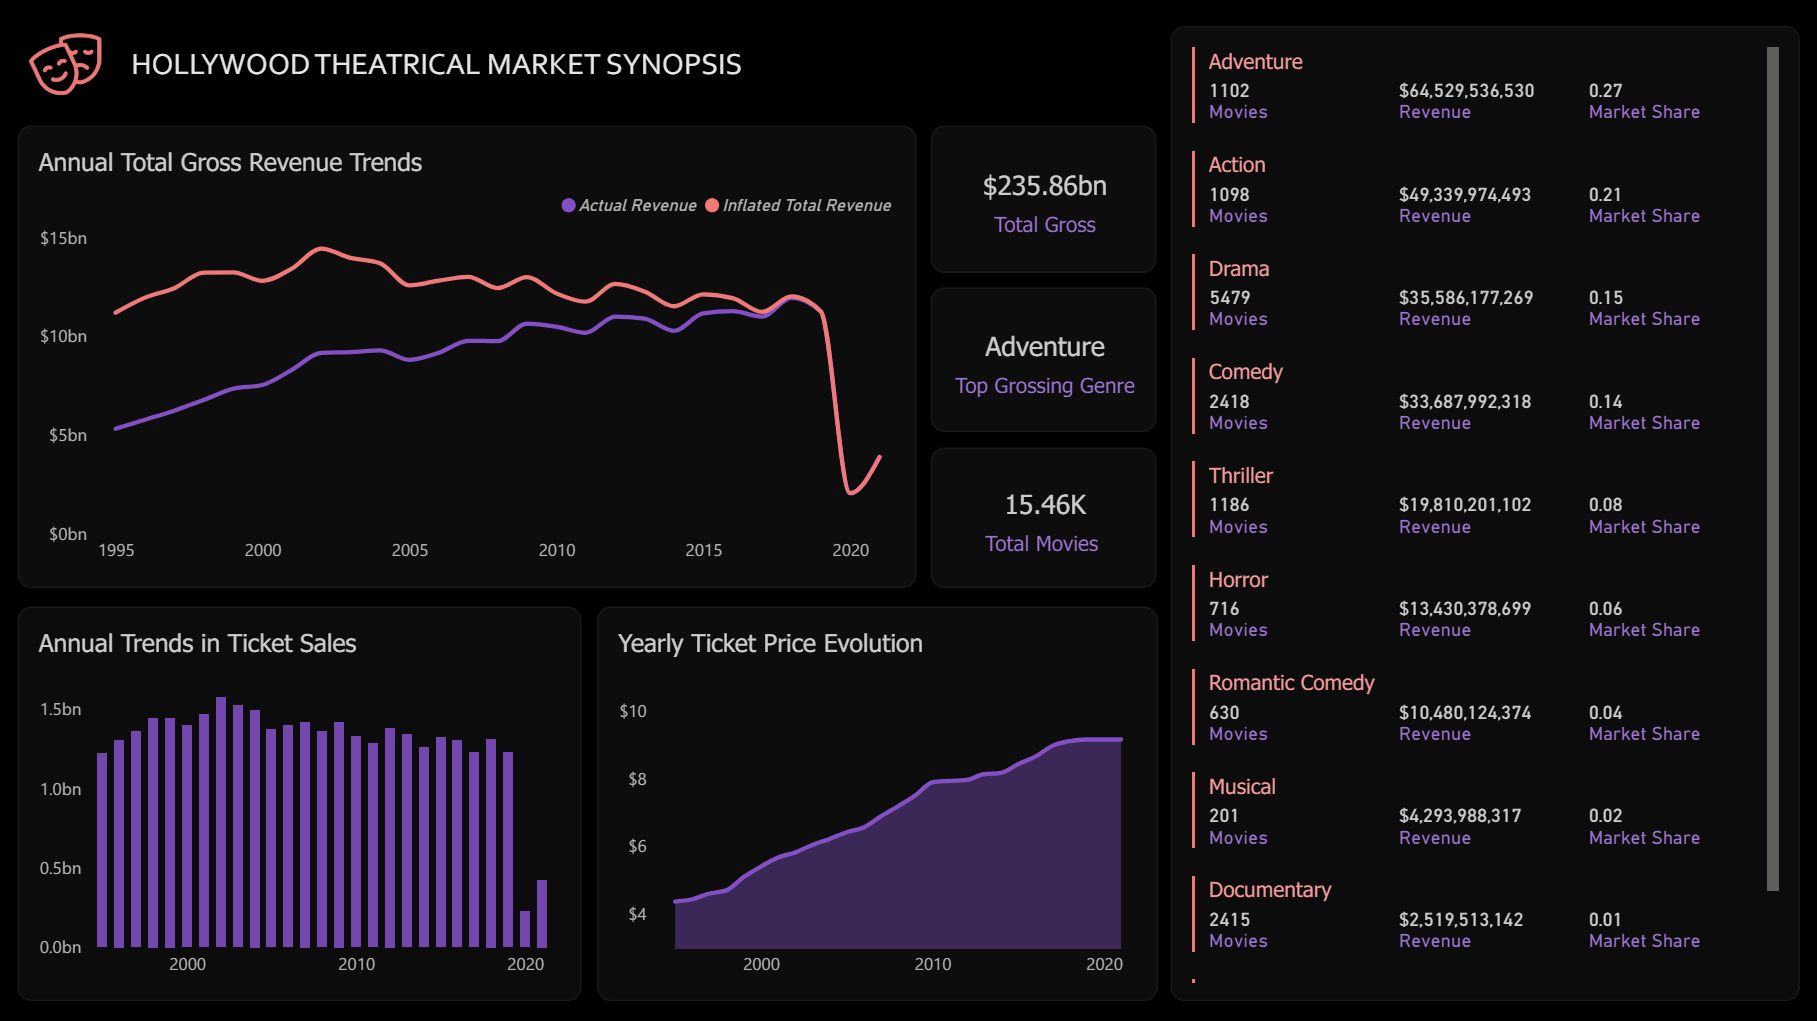 HOLLYWOOD THEATRICAL MARKET SYNOPSIS
Annual Total Gross Revenue Trends
Actual Revenue Inflated Total Revenue
$15bn
$10bn
$5bn
$0bn
1995 2000 2005 2010 2015 2020
$235.86bn
Total Gross
Adventure
Top Grossing Genre
15.46K
Total Movies
Annual Trends in Ticket Sales
1.5bn
1.0bn
0.5bn
0.0bn
2000 2010 2020
Yearly Ticket Price Evolution
$10
$8
$6
$4
2000 2010 2020
Adventure
1102 $64,529,536,530 0.27
Movies Revenue Market Share
Action
1098 $49,339,974,493 0.21
Movies Revenue Market Share
Drama
5479 $35,586,177,269 0.15
Movies Revenue Market Share
Comedy
2418 $33,687,992,318 0.14
Movies Revenue Market Share
Thriller
1186 $19,810,201,102 0.08
Movies Revenue Market Share
Horror
716 $13,430,378,699 0.06
Movies Revenue Market Share
Romantic Comedy
630 $10,480,124,374 0.04
Movies Revenue Market Share
Musical
201 $4,293,988,317 0.02
Movies Revenue Market Share
Documentary
2415 $2,519,513,142 0.01
Movies Revenue Market Share